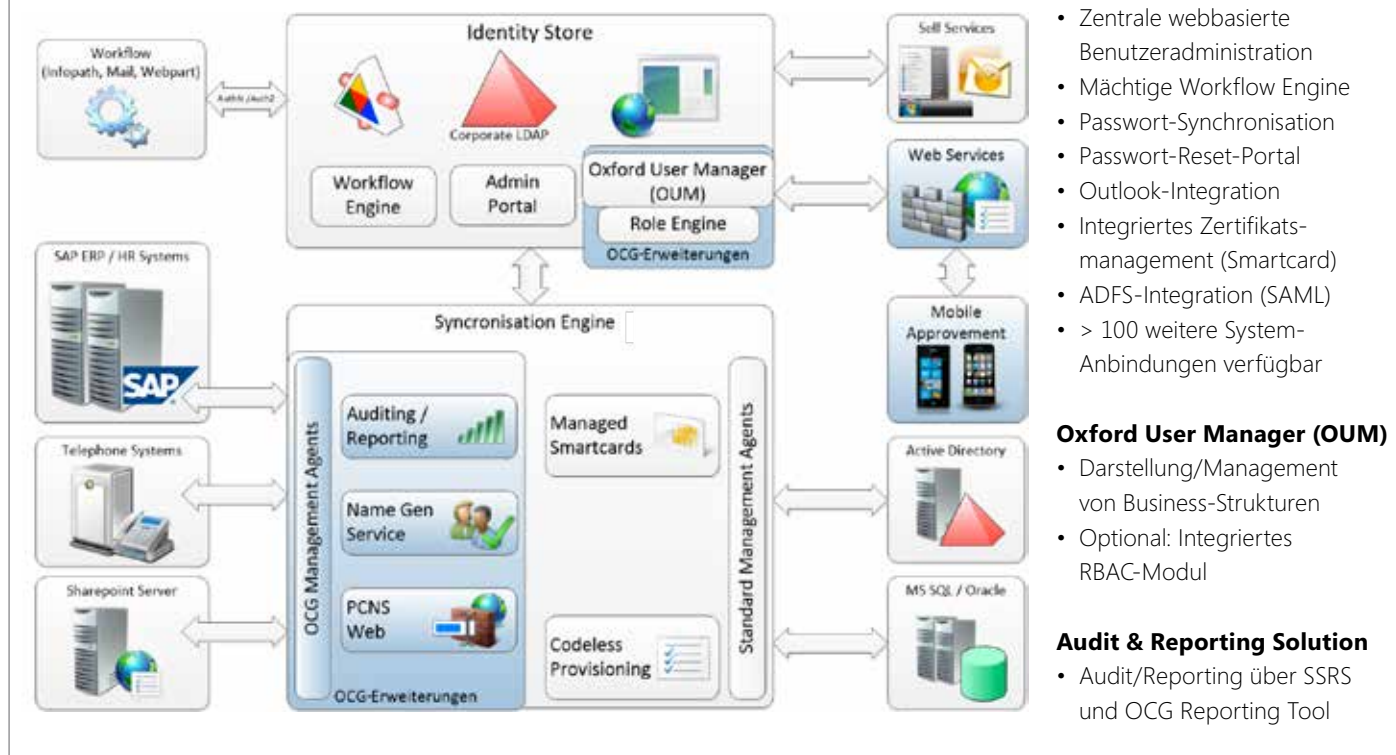 Workflow
(Infopath, Mail, Webpart)
Identity Store
Corporate LDAP
Workflow
Engine
Admin
Portal
Oxford User Manager
(OUM)
Role Engine
OCG-Erweiterungen
Self Services
Web Services
Mobile
Approvement
SAP ERP / HR Systems
SAP
Telephone Systems
Sharepoint Server
Syncronisation Engine
OCG Management Agents
Auditing /
Reporting
Name Gen
Service
PCNS
Web
OCG-Erweiterungen
Managed
Smartcards
Codeless
Provisioning
Standard Management Agents
Active Directory
MS SQL / Oracle
• Zentrale webbasierte
Benutzeradministration
• Mächtige Workflow Engine
• Passwort-Synchronisation
• Passwort-Reset-Portal
• Outlook-Integration
• Integriertes Zertifikats-
management (Smartcard)
• ADFS-Integration (SAML)
• > 100 weitere System-
Anbindungen verfügbar
Oxford User Manager (OUM)
• Darstellung/Management
von Business-Strukturen
• Optional: Integriertes
RBAC-Modul
Audit & Reporting Solution
• Audit/Reporting über SSRS
und OCG Reporting Tool